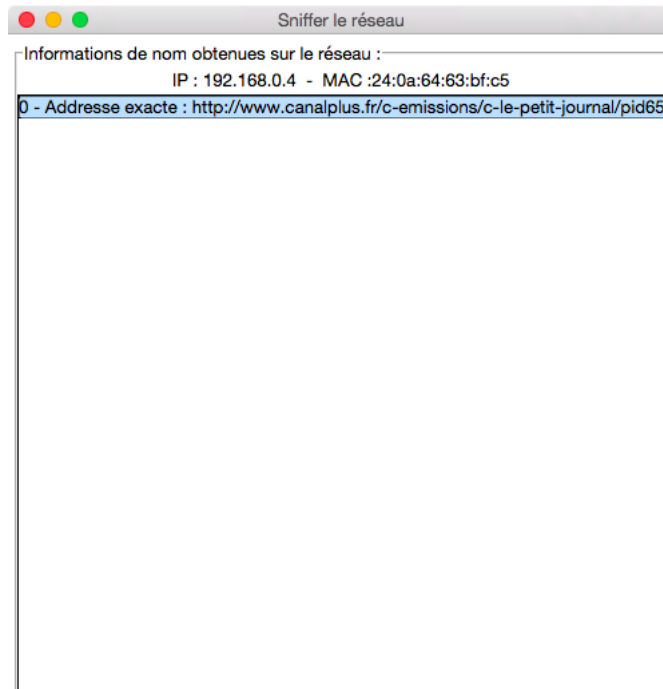 Sniffer le réseau
Informations de nom obtenues sur le réseau :
IP : 192.168.0.4 - MAC :24:0a:64:63:bf:c5
0 - Addresse exacte : http://www.canalplus.fr/c-emissions/c-le-petit-journal/pid65